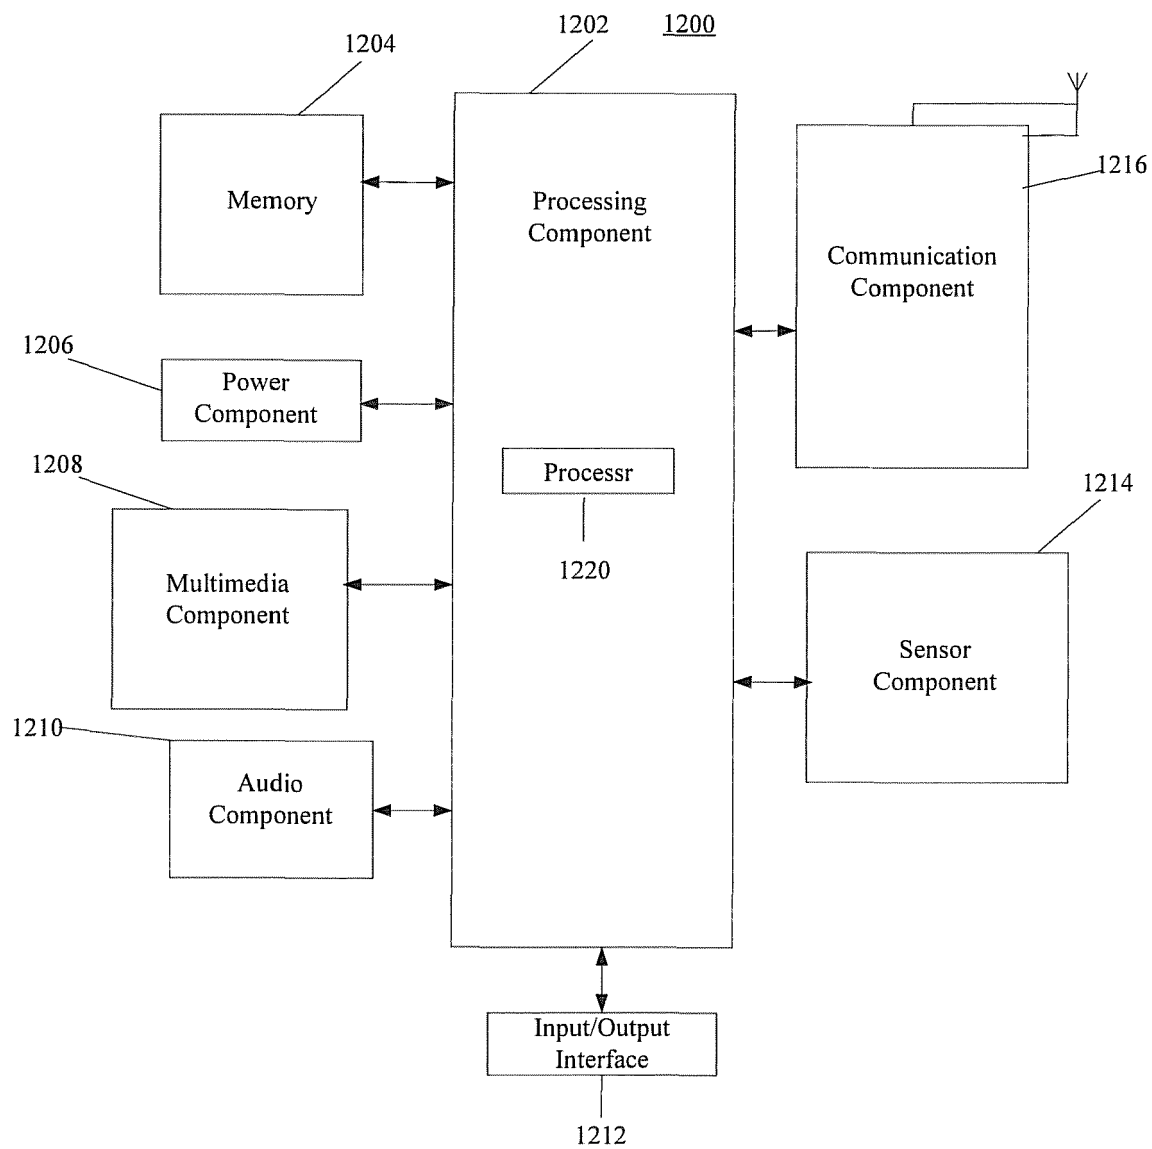 1202
1200
1204
Memory
Processing
Component
1216
Communication
Component
1206
Power
Component
1208
Processr
1220
1214
Multimedia
Component
Sensor
Component
1210
Audio
Component
Input/Output
Interface
1212